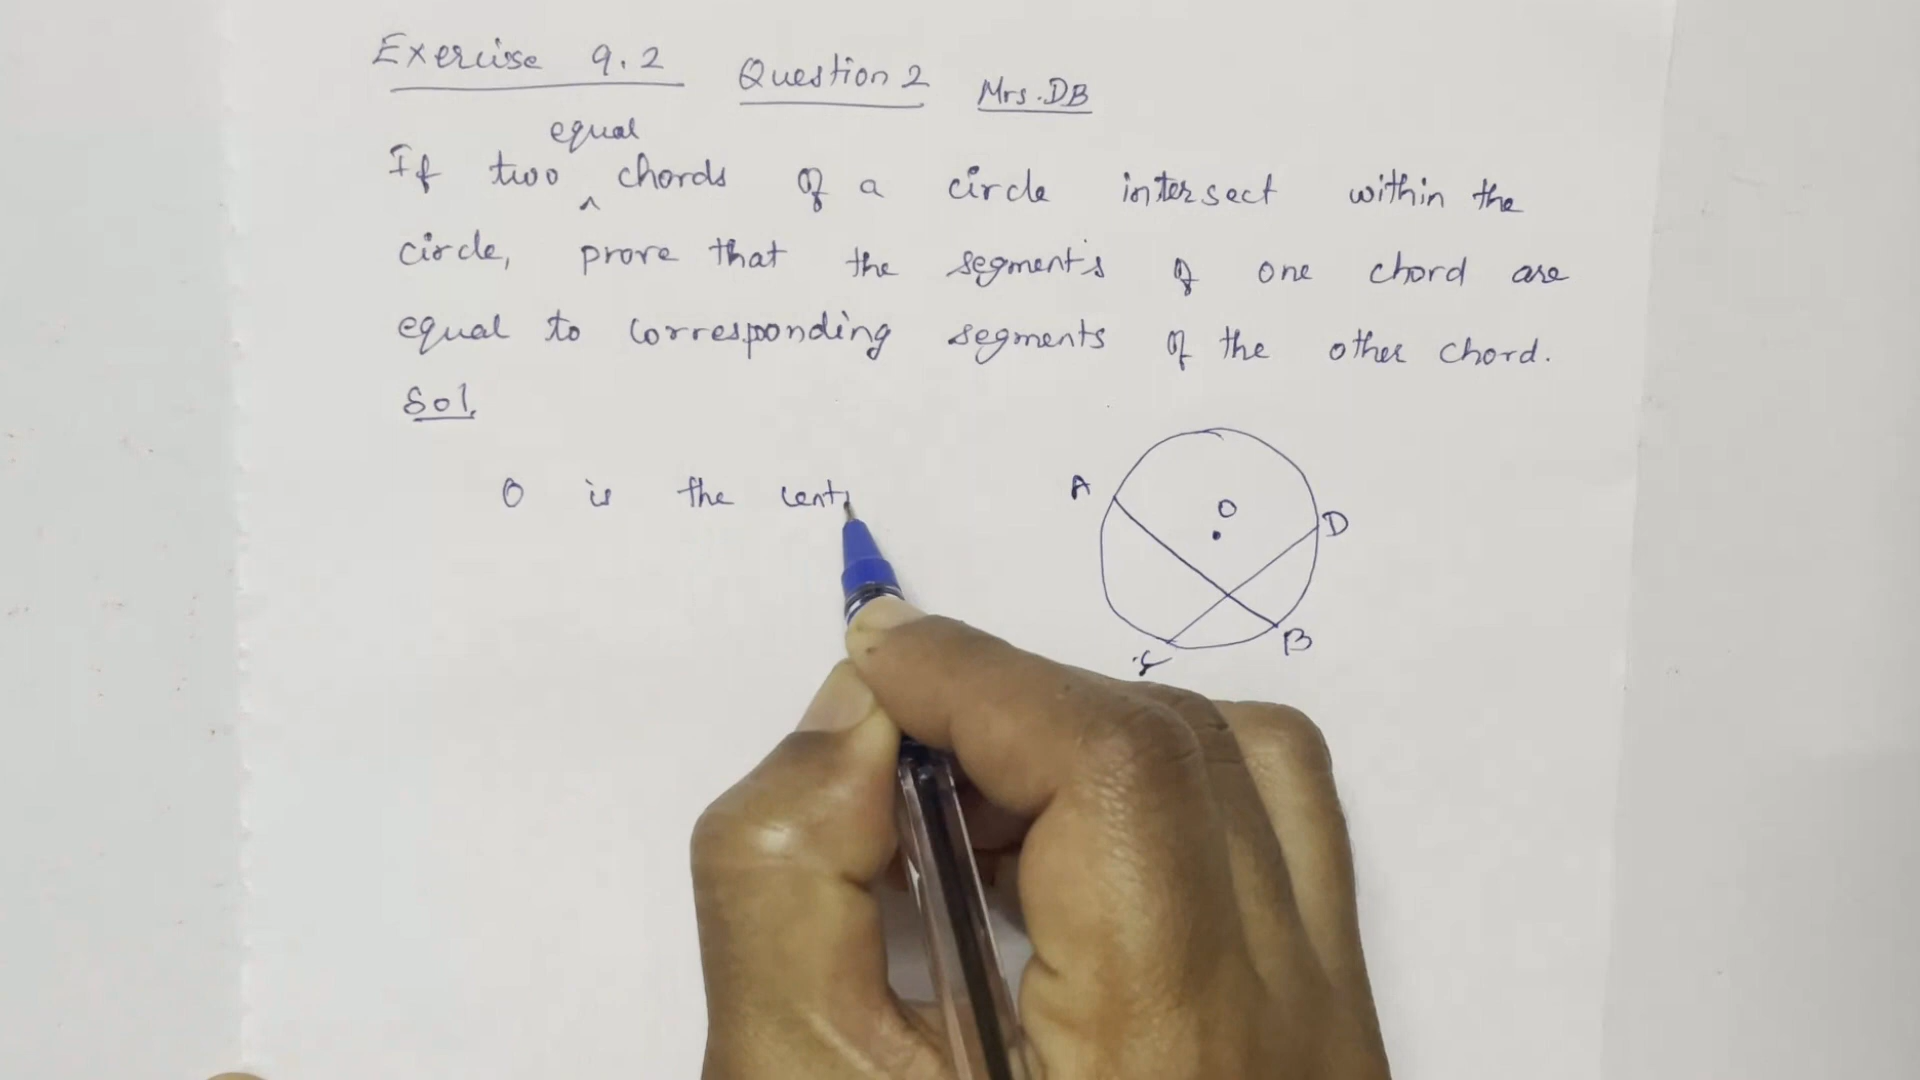 Exercise 9.2 Question 2 Mrs.DB
equal
If two ^ chords of a circle intersect within the
circle, prove that the segments of one chord are
equal to corresponding segments of the other chord.
Sol.
O is the cent
A
O
D
B
C